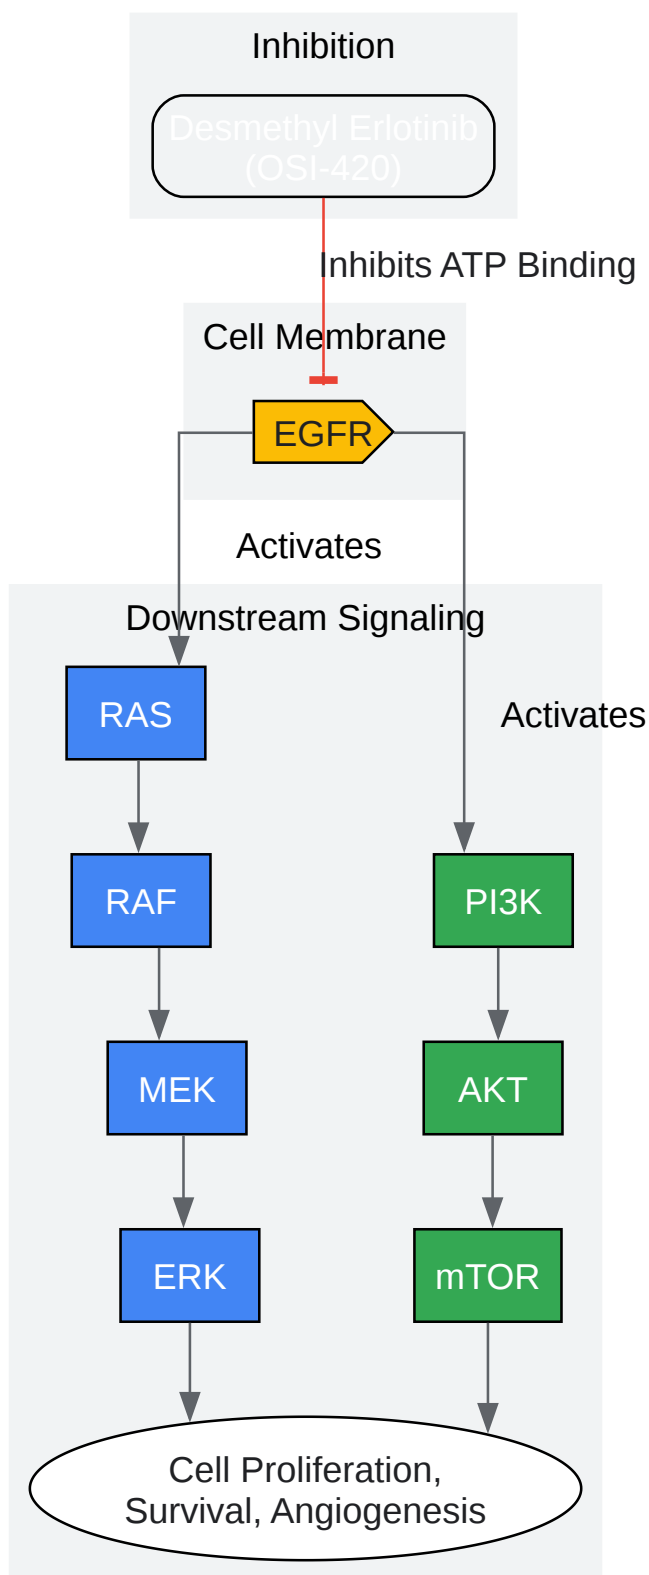 Inhibition
Desmethyl Erlotinib
(OSI-420)
Inhibits ATP Binding
Cell Membrane
EGFR
Activates
Downstream Signaling
RAS
Activates
RAF
PI3K
MEK
AKT
ERK
mTOR
Cell Proliferation,
Survival, Angiogenesis